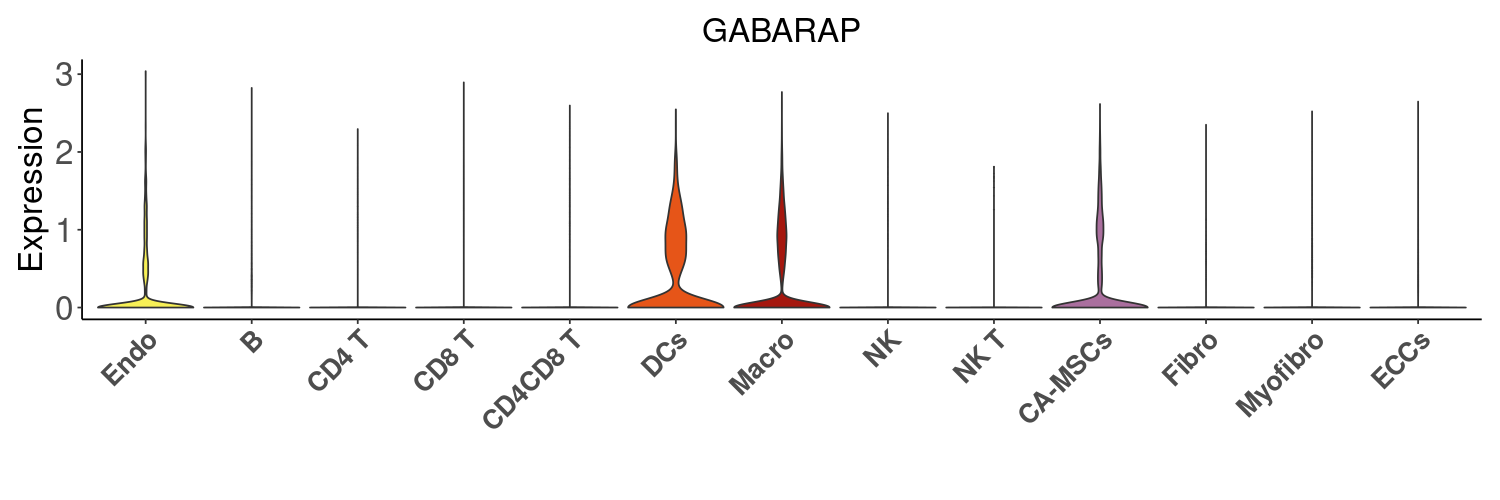 GABARAP
Expression
3
2
1
0
Endo
B
CD4 T
CD8 T
CD4CD8 T
DCs
Macro
NK
NK T
CA-MSCs
Fibro
Myofibro
ECCs